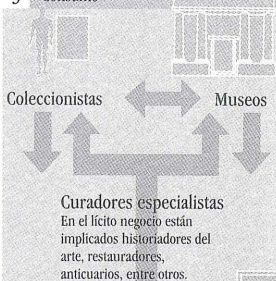 Coleccionistas Museos
Curadores especialistas
En el lícito negocio están
implicados historiadores del
arte, restauradores,
anticuarios, entre otros.